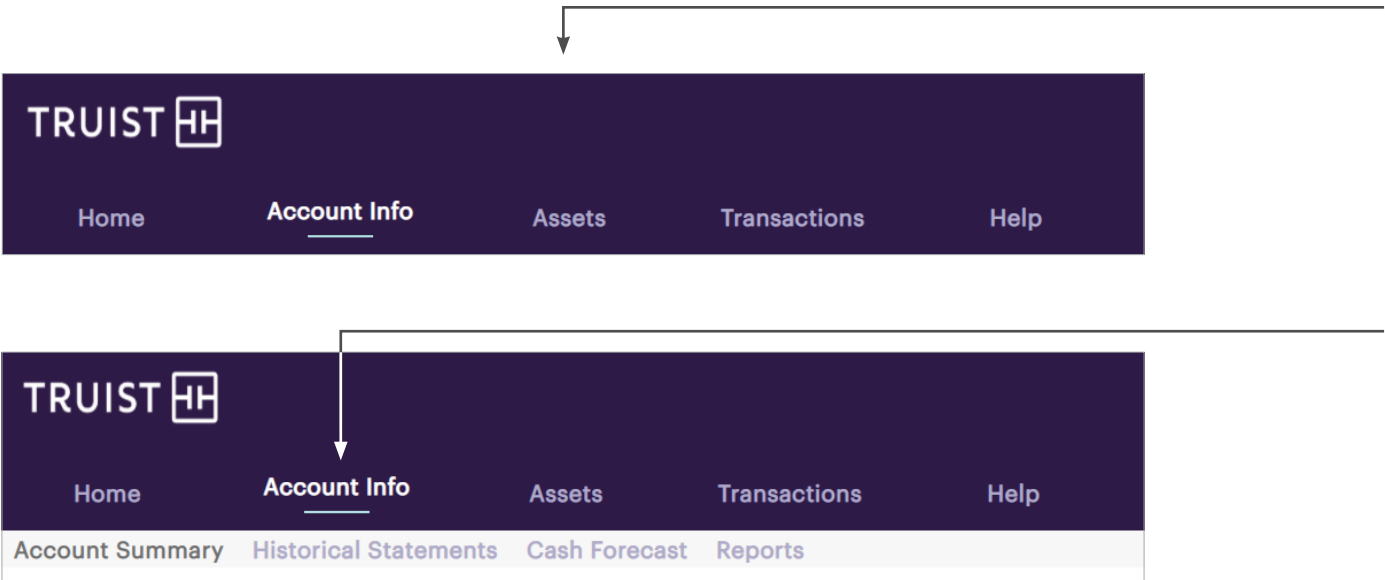 TRUIST
Home Account Info Assets Transactions Help
TRUIST
Home Account Info Assets Transactions Help
Account Summary Historical Statements Cash Forecast Reports